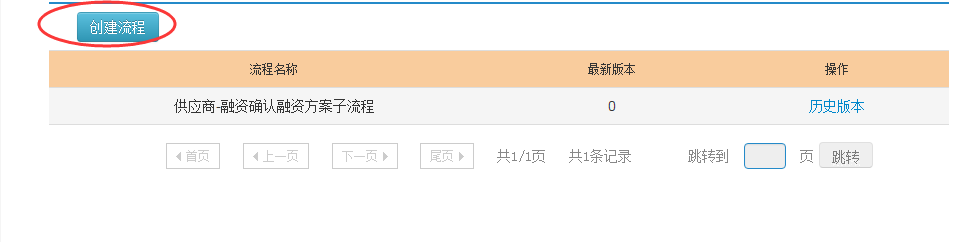 创建流程
流程名称 最新版本 操作
供应商-融资确认融资方案子流程 0 历史版本
首页 上一页 下一页 尾页 共1/1页 共1条记录 跳转到 页 跳转